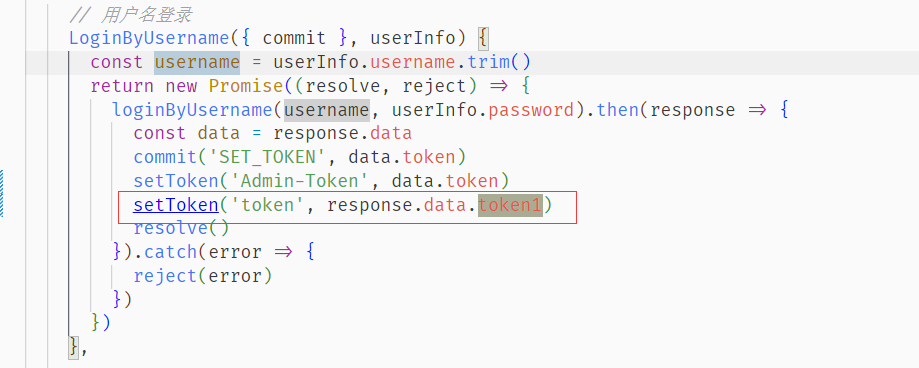 // 用户名登录
LoginByUsername({ commit }, userInfo) {
const username = userInfo.username.trim()
return new Promise((resolve, reject) => {
loginByUsername(username, userInfo.password).then(response => {
const data = response.data
commit('SET_TOKEN', data.token)
setToken('Admin-Token', data.token)
setToken('token', response.data.token1)
resolve()
}).catch(error => {
reject(error)
})
})
},